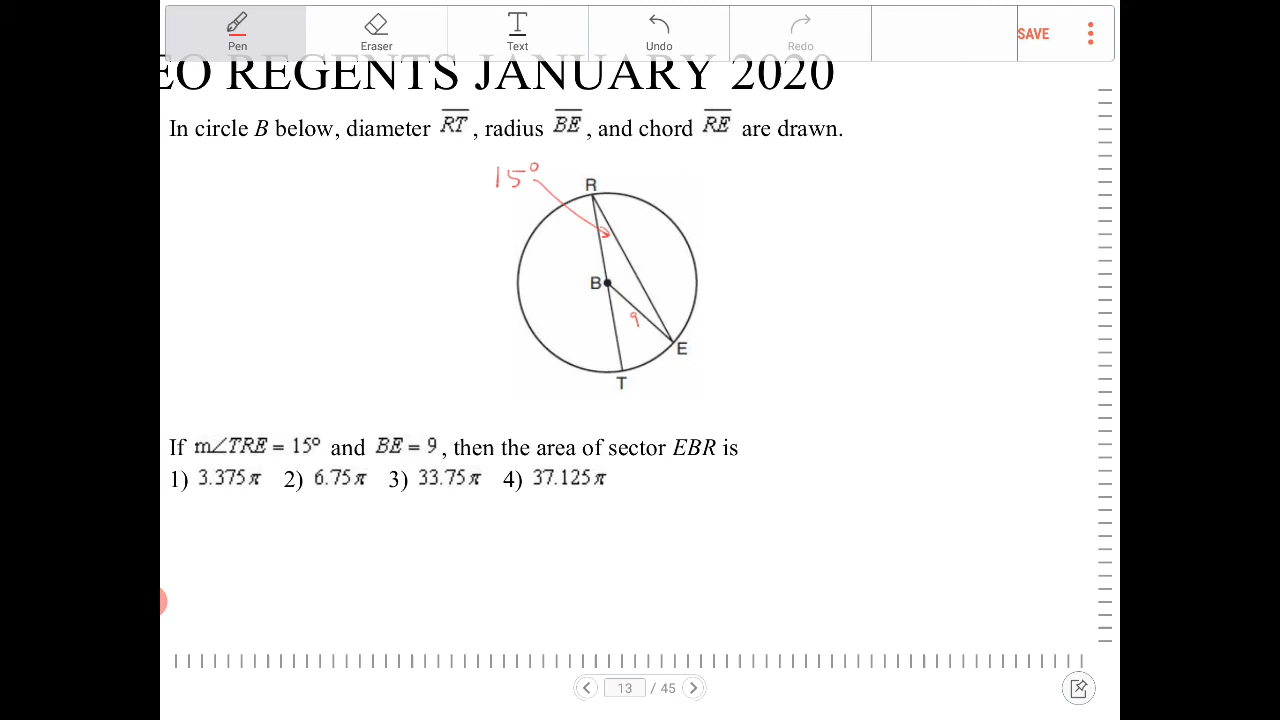 Pen Eraser Text Undo Redo SAVE
EO REGENTS JANUARY 2020
In circle B below, diameter RT, radius BE, and chord RE are drawn.
15°
R
B
9
E
T
If m∠TRE = 15° and BE = 9, then the area of sector EBR is
1) 3.375π 2) 6.75π 3) 33.75π 4) 37.125π
13 / 45